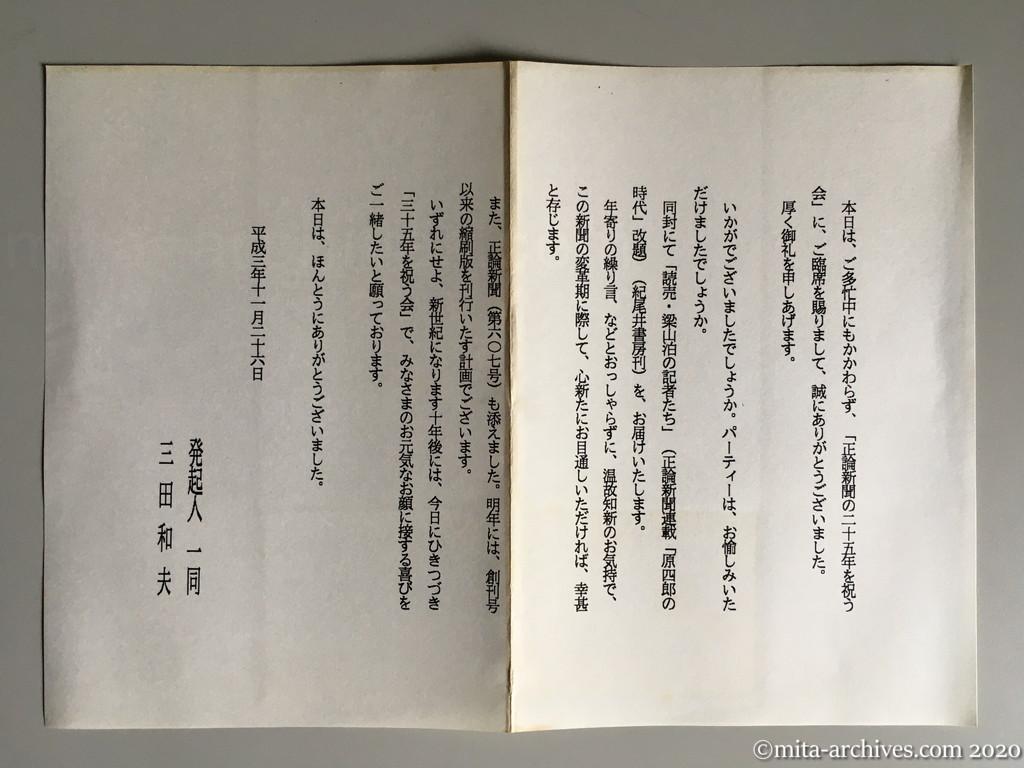 本日は、ご多忙中にもかかわらず、「正論新聞の二十五年を祝う
会」に、ご臨席を賜りまして、誠にありがとうございました。
厚く御礼を申しあげます。
いかがでございましたでしょうか。パーティーは、お愉しみいた
だけましたでしょうか。
同封にて「読売・梁山泊の記者たち」（正論新聞連載「原四郎の
時代」改題）（紀尾井書房刊）を、お届けいたします。
年寄りの繰り言、などとおっしゃらずに、温故知新のお気持で、
この新聞の変革期に際して、心新たにお目通しいただければ、幸甚
と存じます。
また、正論新聞（第六〇七号）も添えました。明年には、創刊号
以来の縮刷版を刊行いたす計画でございます。
いずれにせよ、新世紀になります十年後には、今日にひきつづき
「三十五年を祝う会」で、みなさまのお元気なお顔に接する喜びを
ご一緒したいと願っております。
本日は、ほんとうにありがとうございました。
平成三年十一月二十六日
発起人一同
三田和夫
©mita-archives.com 2020